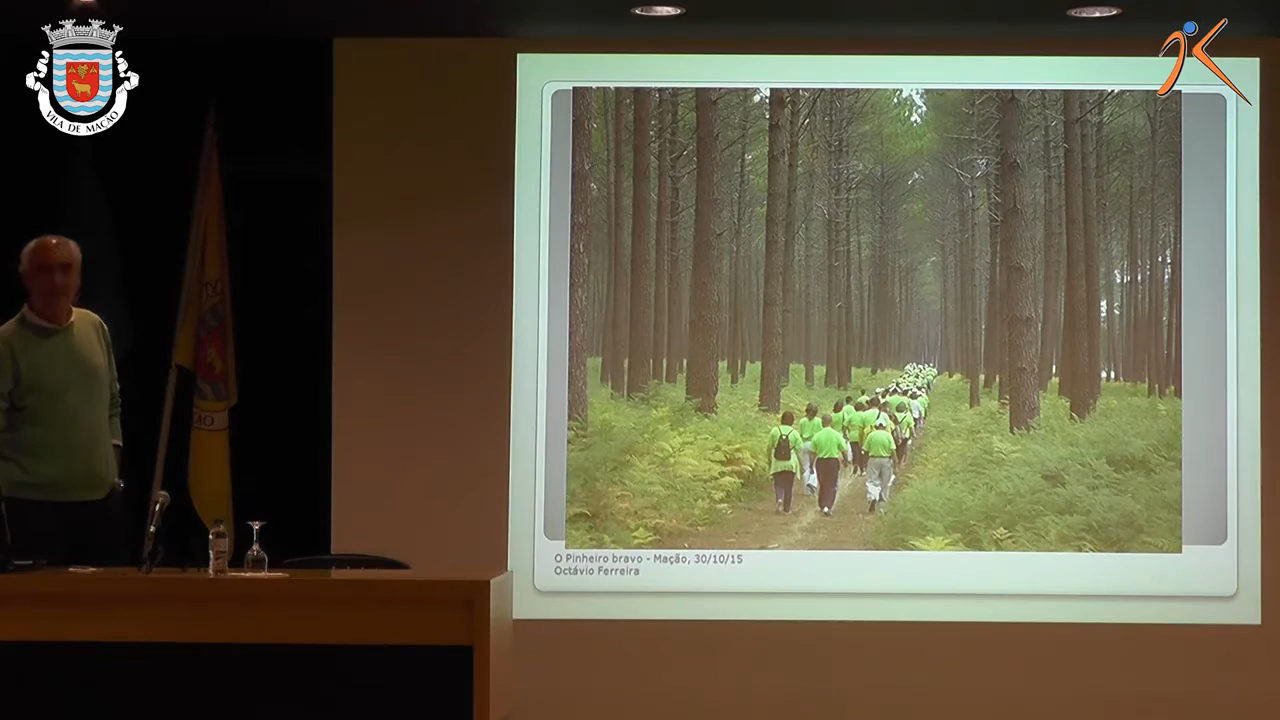 VILA DE MAÇÃO
O Pinheiro bravo - Mação, 30/10/15
Octávio Ferreira